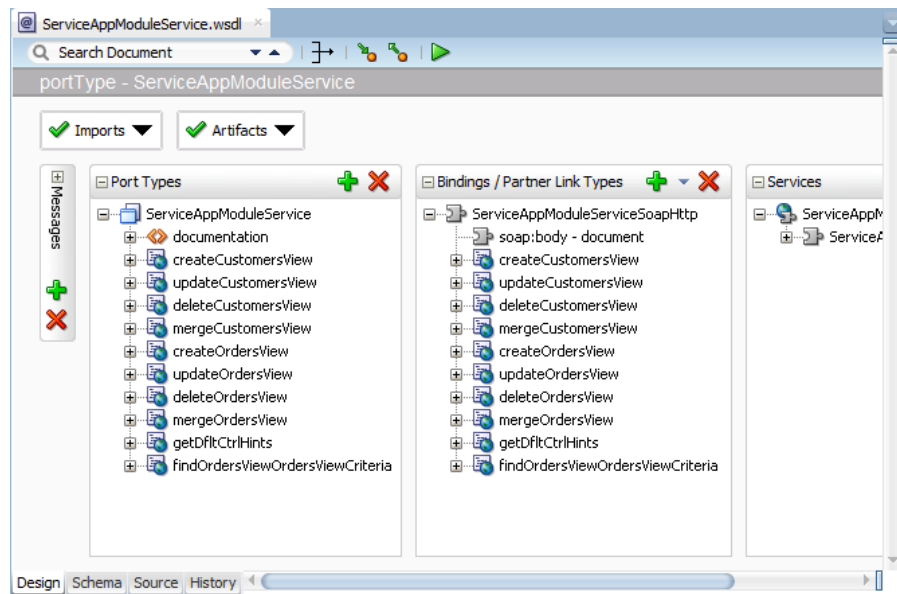 ServiceAppModuleService.wsdl
Search Document
portType - ServiceAppModuleService
Imports
Artifacts
Messages
Port Types
ServiceAppModuleService
documentation
createCustomersView
updateCustomersView
deleteCustomersView
mergeCustomersView
createOrdersView
updateOrdersView
deleteOrdersView
mergeOrdersView
getDfltCtrlHints
findOrdersViewOrdersViewCriteria
Bindings / Partner Link Types
ServiceAppModuleServiceSoapHttp
soap:body - document
createCustomersView
updateCustomersView
deleteCustomersView
mergeCustomersView
createOrdersView
updateOrdersView
deleteOrdersView
mergeOrdersView
getDfltCtrlHints
findOrdersViewOrdersViewCriteria
Services
ServiceAppM
ServiceA
Design Schema Source History